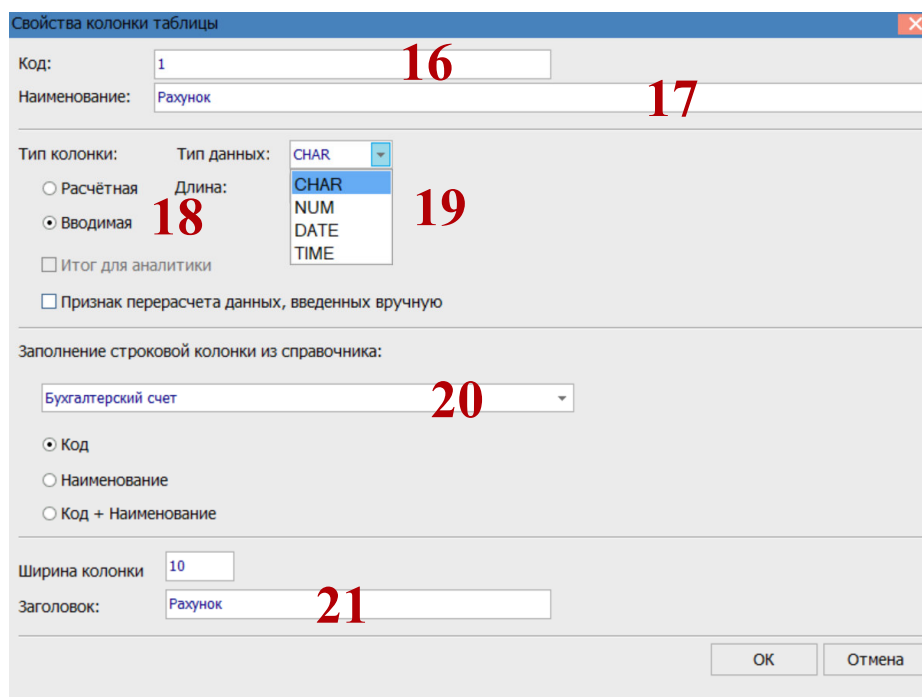 Свойства колонки таблицы
Код: 1 16
Наименование: Рахунок 17
Тип колонки: Тип данных: CHAR
Расчётная Длина: CHAR
NUM
Вводимая 18 DATE 19
TIME
Итог для аналитики
Признак перерасчета данных, введенных вручную
Заполнение строковой колонки из справочника:
Бухгалтерский счет 20
Код
Наименование
Код + Наименование
Ширина колонки 10
Заголовок: Рахунок 21
OK Отмена